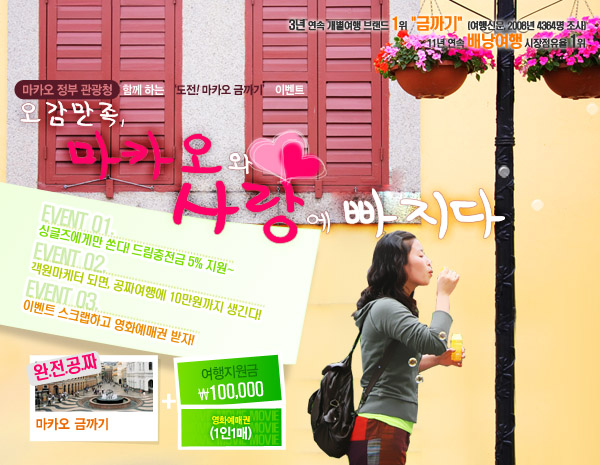 3년 연속 개별여행 브랜드 1위 "금까기" (여행신문, 2008년 4364명 조사)
11년 연속 배낭여행 시장점유율 1위
마카오 정부 관광청 함께 하는 '도전! 마카오 금까기' 이벤트
오감만족,
마카오와
사랑에 빠지다
EVENT 01.
싱글즈에게만 쏜다! 드림충전금 5% 지원~
EVENT 02.
객원마케터 되면, 공짜여행에 10만원까지 생긴다!
EVENT 03.
이벤트 스크랩하고 영화예매권 받자!
완.전.공.짜
마카오 금까기
+
여행지원금
₩100,000
영화예매권
(1인1매)